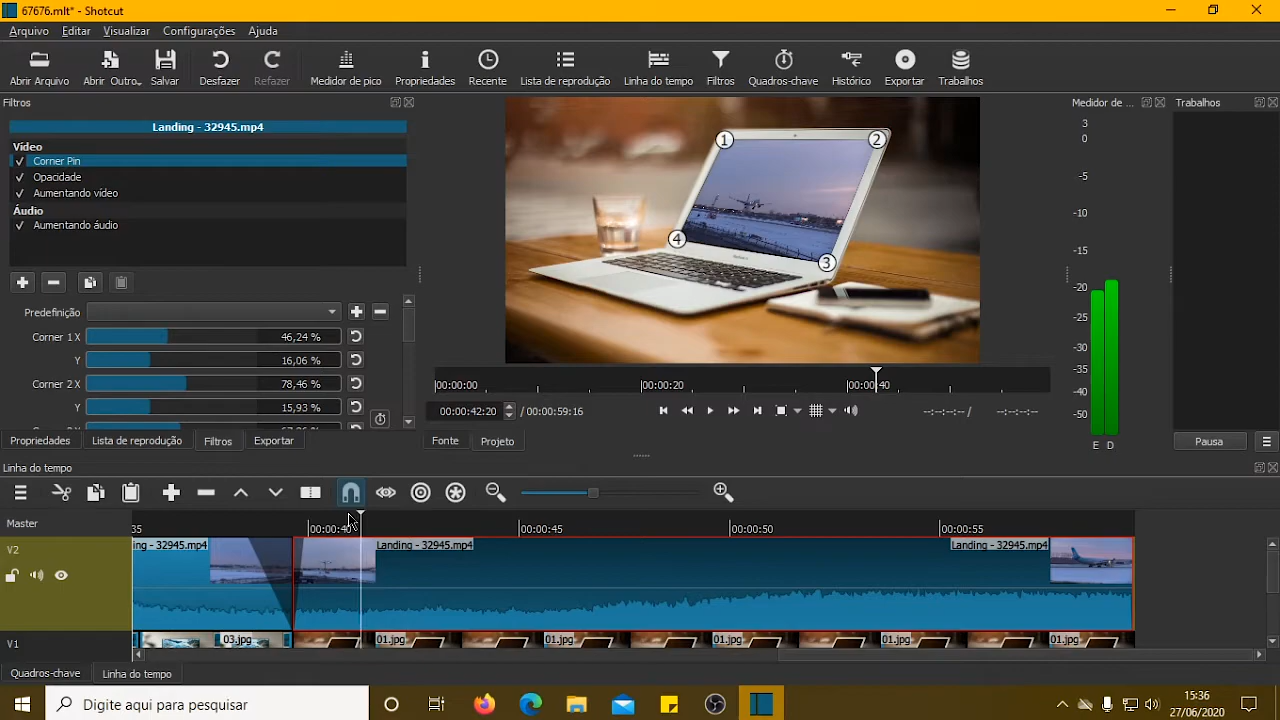 67676.mlt* - Shotcut
Arquivo Editar Visualizar Configurações Ajuda
Abrir Arquivo Abrir Outro.. Salvar Desfazer Refazer Medidor de pico Propriedades Recente Lista de reprodução Linha do tempo Filtros Quadros-chave Histórico Exportar Trabalhos
Filtros
Landing - 32945.mp4
Vídeo
Corner Pin
Opacidade
Aumentando vídeo
Áudio
Aumentando áudio
Predefinição
Corner 1 X 46,24 %
Y 16,06 %
Corner 2 X 78,46 %
Y 15,93 %
Propriedades Lista de reprodução Filtros Exportar
1 2
4 3
00:00:00 00:00:20 00:00:40
00:00:42:20 / 00:00:59:16 --:--:--:-- / --:--:--:--
Fonte Projeto
Medidor de ...
3
0
-5
-10
-15
-20
-25
-30
-35
-40
-50
E D
Trabalhos
Pausa
Linha do tempo
Master 35 00:00:40 00:00:45 00:00:50 00:00:55
V2 ing - 32945.mp4 Landing - 32945.mp4 Landing - 32945.mp4
V1 03.jpg 01.jpg 01.jpg 01.jpg 01.jpg 01.jpg
Quadros-chave Linha do tempo
Digite aqui para pesquisar
15:36
27/06/2020